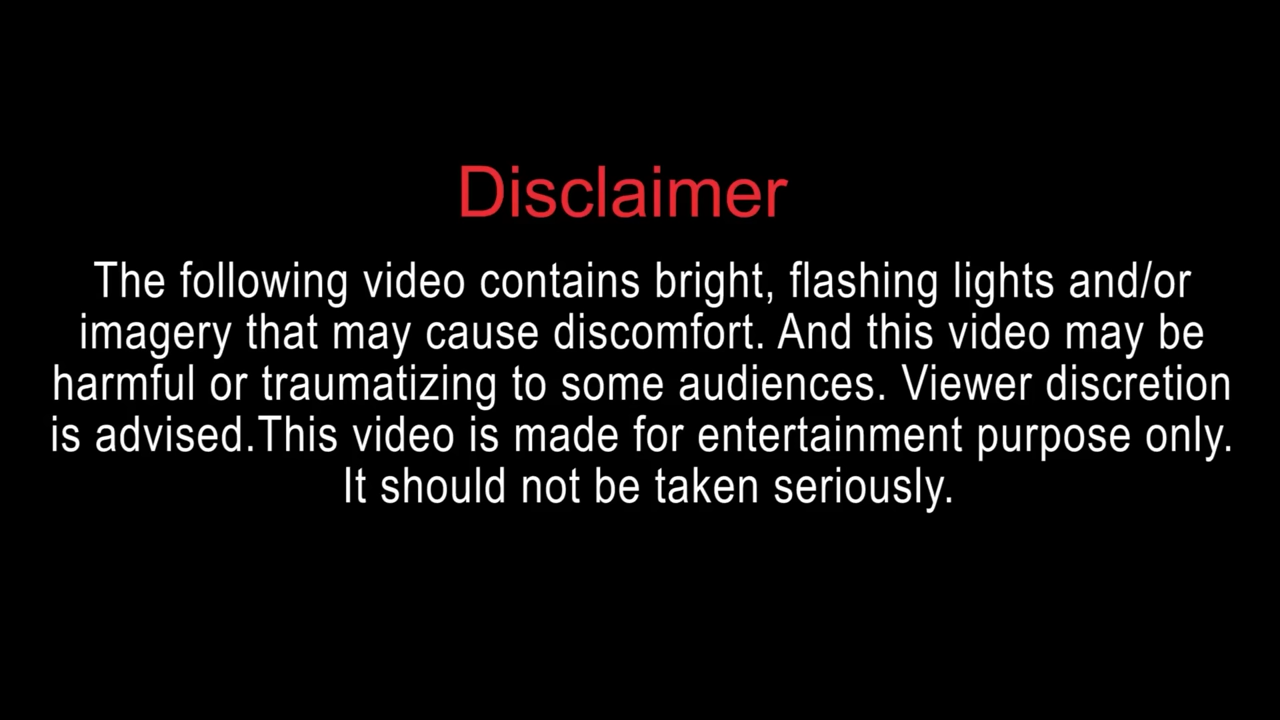 Disclaimer
The following video contains bright, flashing lights and/or
imagery that may cause discomfort. And this video may be
harmful or traumatizing to some audiences. Viewer discretion
is advised.This video is made for entertainment purpose only.
It should not be taken seriously.